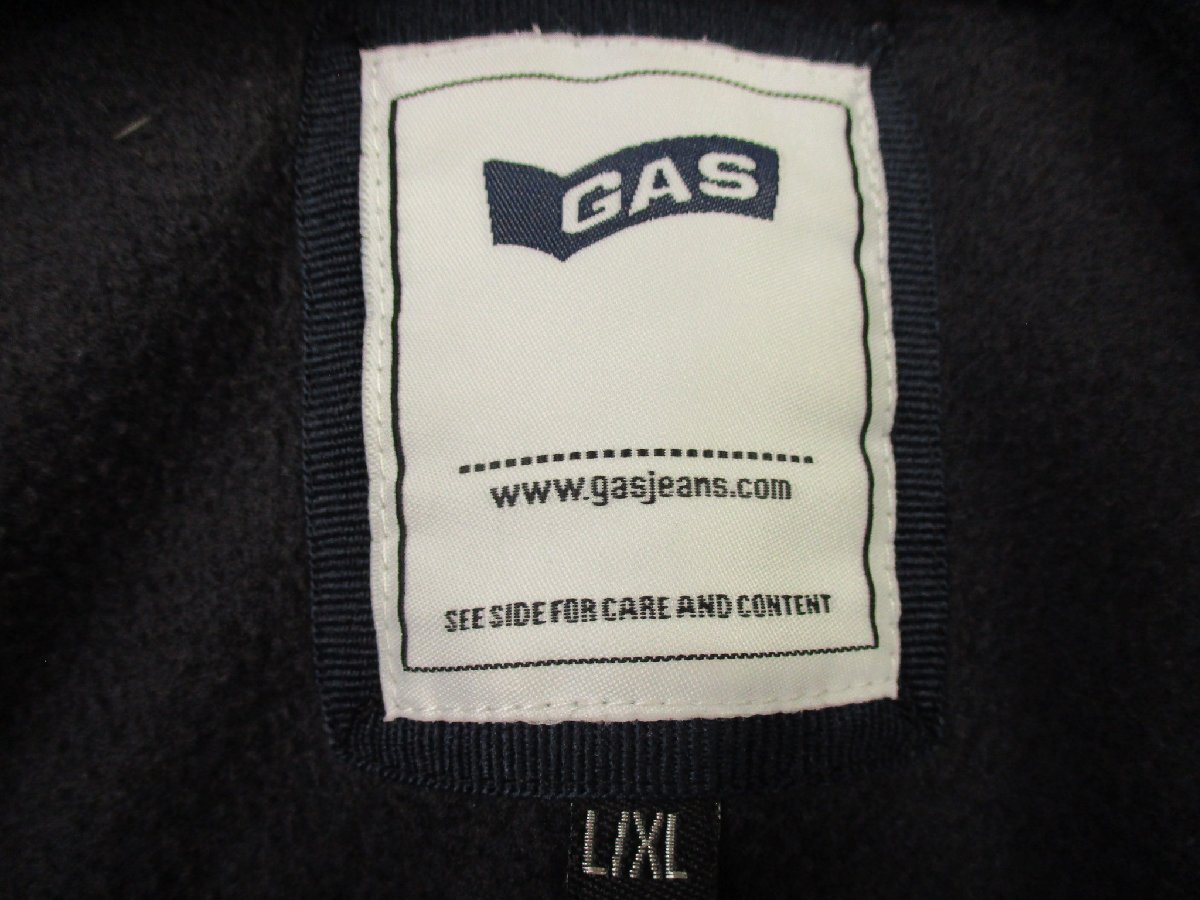 GAS
www.gasjeans.com
SEE SIDE FOR CARE AND CONTENT
L/XL